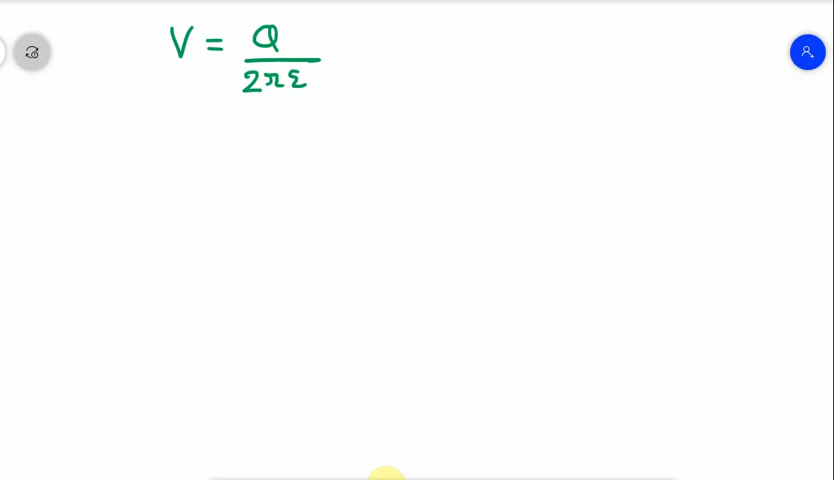 V = Q
2πε